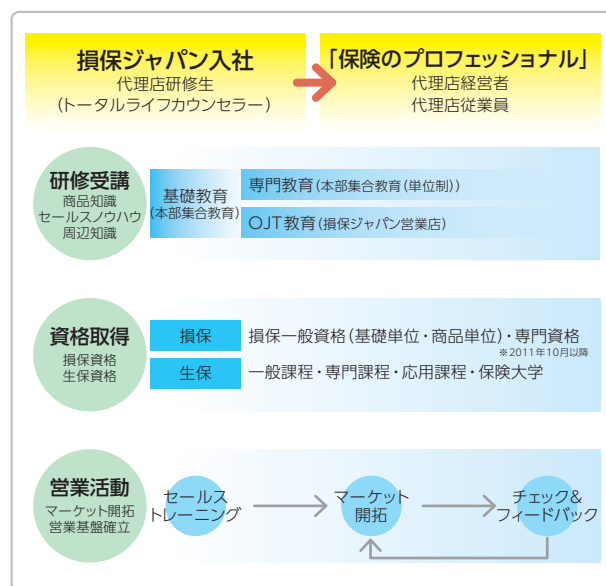 損保ジャパン入社
代理店研修生
(トータルライフカウンセラー)
「保険のプロフェッショナル」
代理店経営者
代理店従業員
研修受講
商品知識
セールスノウハウ
周辺知識
基礎教育
(本部集合教育)
専門教育(本部集合教育(単位制))
OJT教育(損保ジャパン営業店)
資格取得
損保資格
生保資格
損保
損保一般資格(基礎単位・商品単位)・専門資格
※2011年10月以降
生保
一般課程・専門課程・応用課程・保険大学
営業活動
マーケット開拓
営業基盤確立
セールス
トレーニング
マーケット
開拓
チェック&
フィードバック